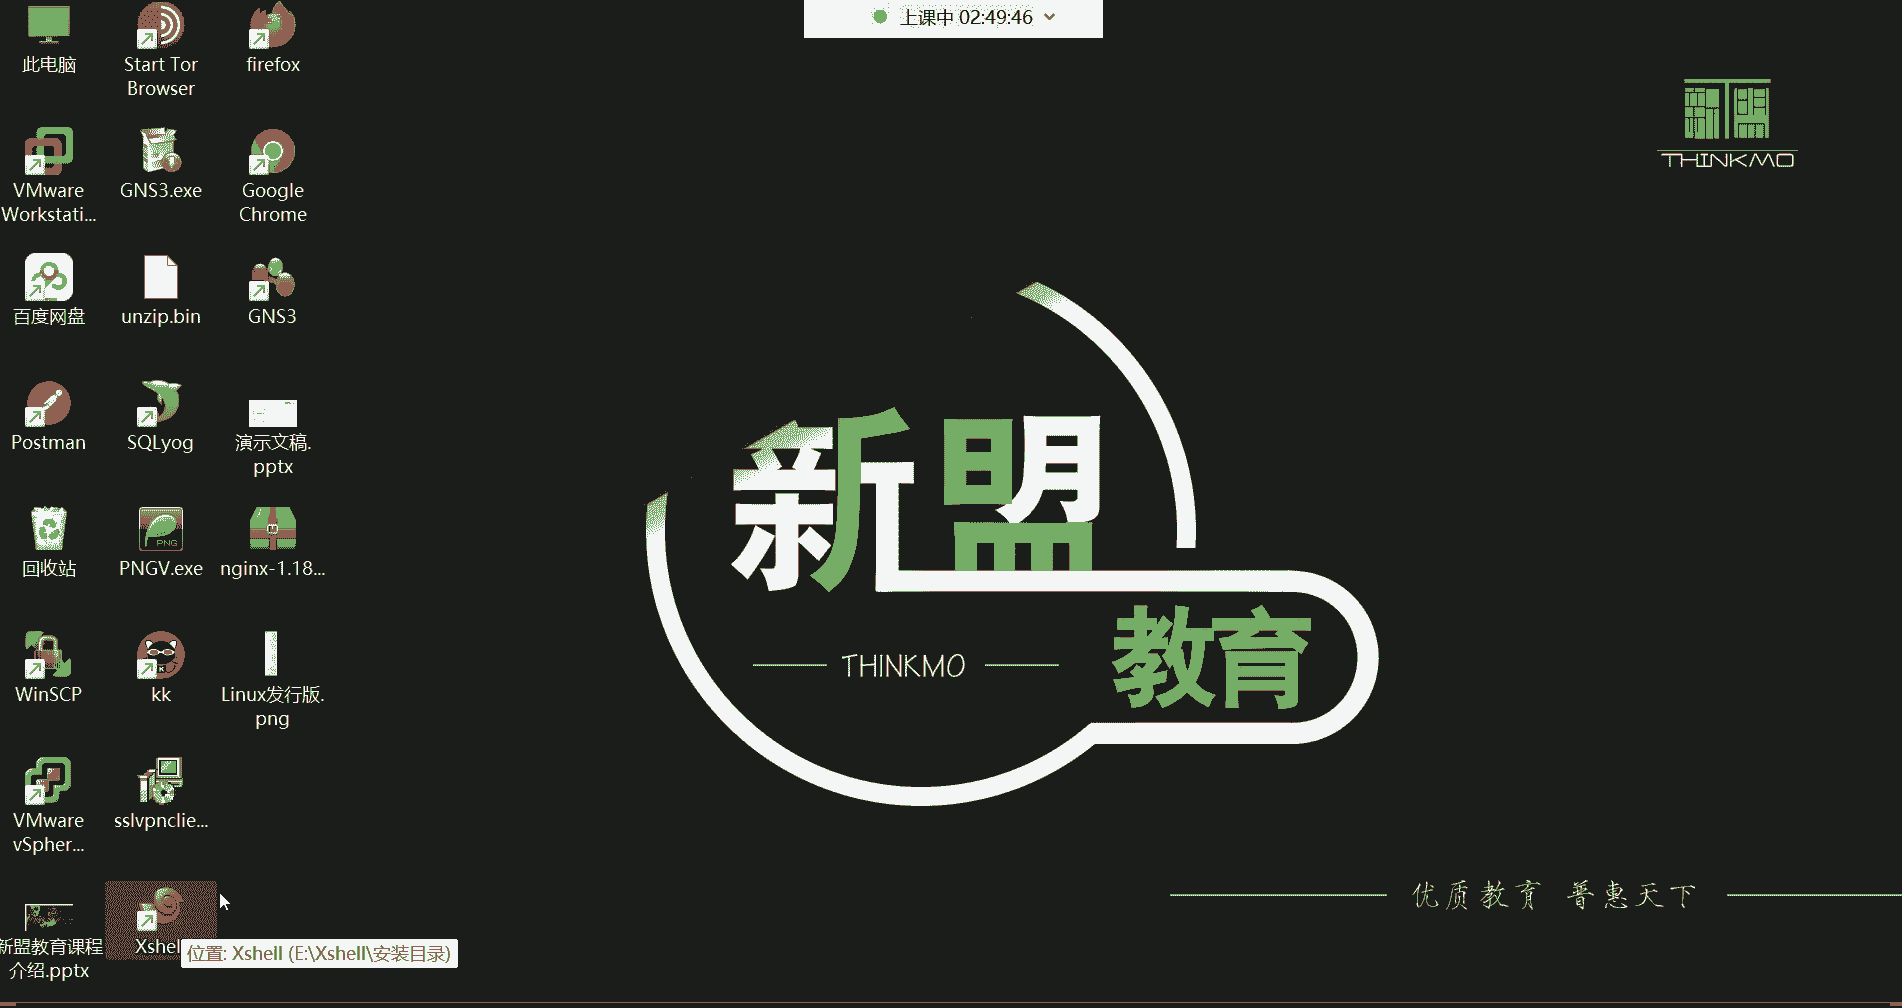 上课中 02:49:46
此电脑
Start Tor
Browser
firefox
THINKMO
VMware
Workstati...
GNS3.exe
Google
Chrome
百度网盘
unzip.bin
GNS3
Postman
SQLyog
演示文稿.
pptx
新盟
教育
THINKMO
回收站
PNGV.exe
PNG
nginx-1.18...
WinSCP
kk
Linux发行版.
png
VMware
vSpher...
sslvpnclie...
优质教育 普惠天下
新盟教育课程
介绍.pptx
Xshell
位置: Xshell (E:\Xshell\安装目录)